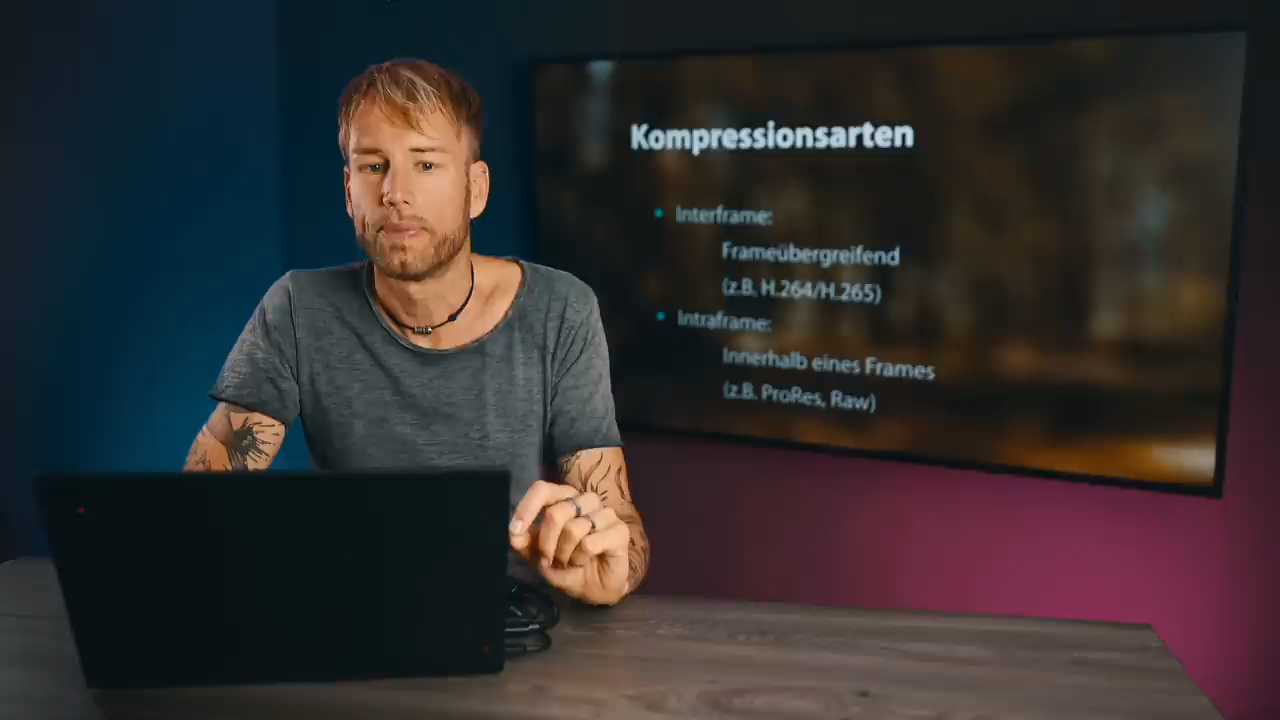 Kompressionsarten
Interframe:
Frameübergreifend
(z.B. H.264/H.265)
Intraframe:
Innerhalb eines Frames
(z.B. ProRes, Raw)